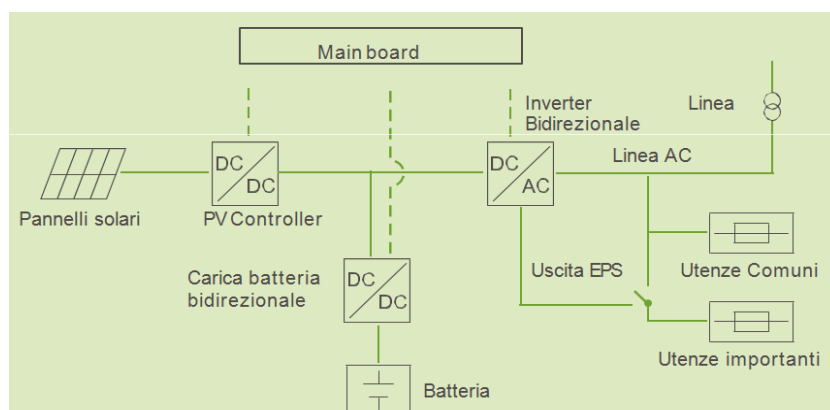 Main board
Inverter
Bidirezionale
Linea
Linea AC
DC
DC
DC
AC
Pannelli solari
PV Controller
Carica batteria
bidirezionale
DC
DC
Uscita EPS
Utenze Comuni
Utenze importanti
Batteria